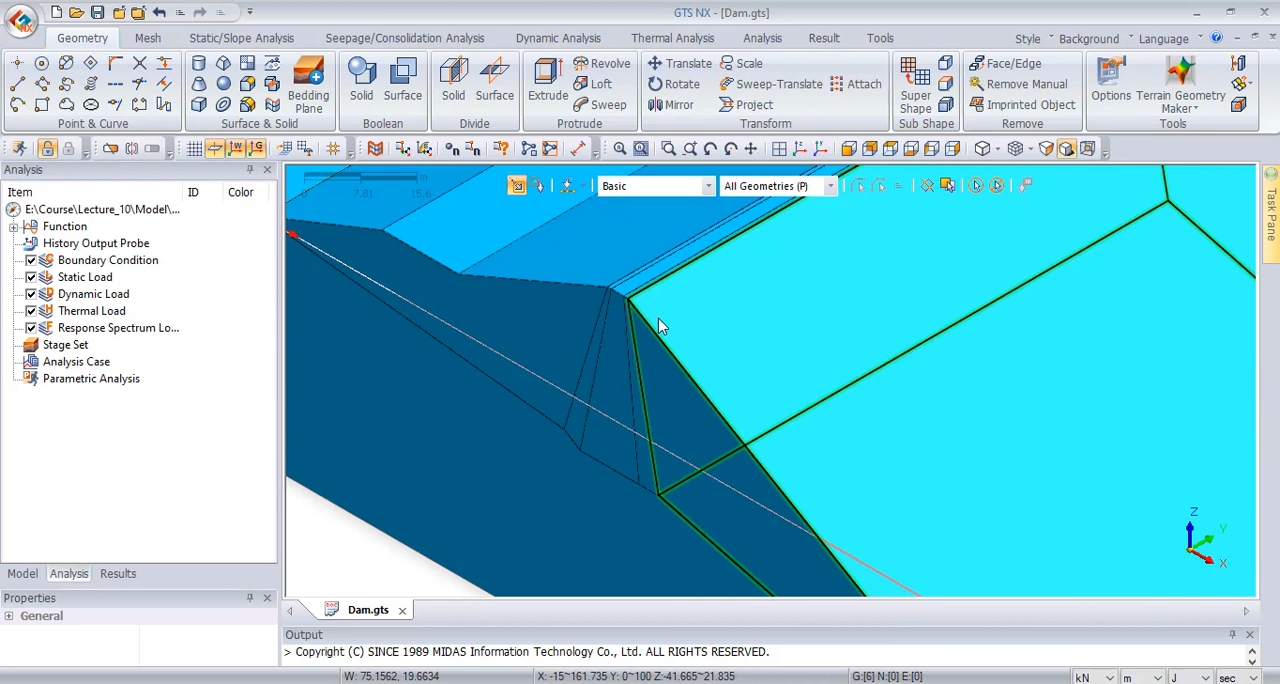 GTS NX - [Dam.gts]
Geometry Mesh Static/Slope Analysis Seepage/Consolidation Analysis Dynamic Analysis Thermal Analysis Analysis Result Tools Style Background Language
Point & Curve
Bedding Plane
Surface & Solid
Solid Surface
Boolean
Solid Surface
Divide
Extrude Revolve Loft Sweep
Protrude
Translate Scale
Rotate Sweep-Translate Attach
Mirror Project
Transform
Super Shape
Sub Shape
Face/Edge
Remove Manual
Imprinted Object
Remove
Options Terrain Geometry Maker
Tools
Analysis
Item ID Color
E:\Course\Lecture_10\Model/...
Function
History Output Probe
Boundary Condition
Static Load
Dynamic Load
Thermal Load
Response Spectrum Lo...
Stage Set
Analysis Case
Parametric Analysis
Model Analysis Results
Properties
General
0 7.81 15.6
m
Basic All Geometries (P)
Task Pane
Z
Y
X
Dam.gts
Output
> Copyright (C) SINCE 1989 MIDAS Information Technology Co., Ltd. ALL RIGHTS RESERVED.
W: 75.1562, 19.6634 X: -15~161.735 Y: 0~100 Z:-41.665~21.835 G:[6] N:[0] E:[0] kN m J sec